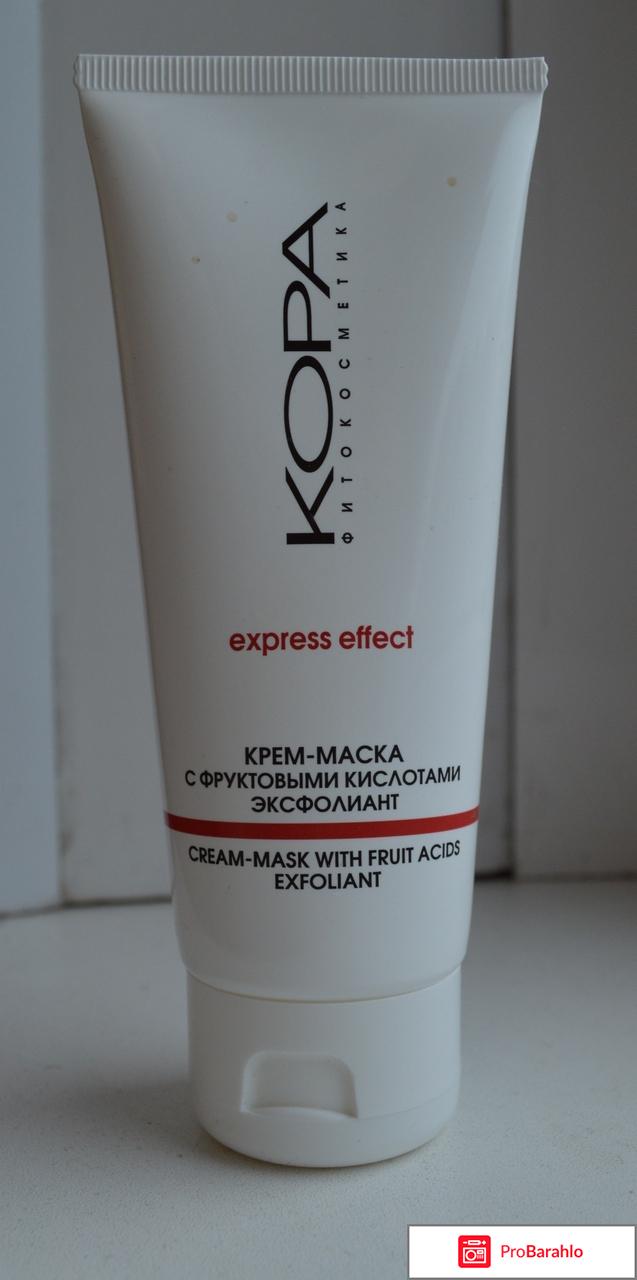 КОРА
ФИТОКОСМЕТИКА
express effect
КРЕМ-МАСКА
С ФРУКТОВЫМИ КИСЛОТАМИ
ЭКСФОЛИАНТ
CREAM-MASK WITH FRUIT ACIDS
EXFOLIANT
ProBarahlo